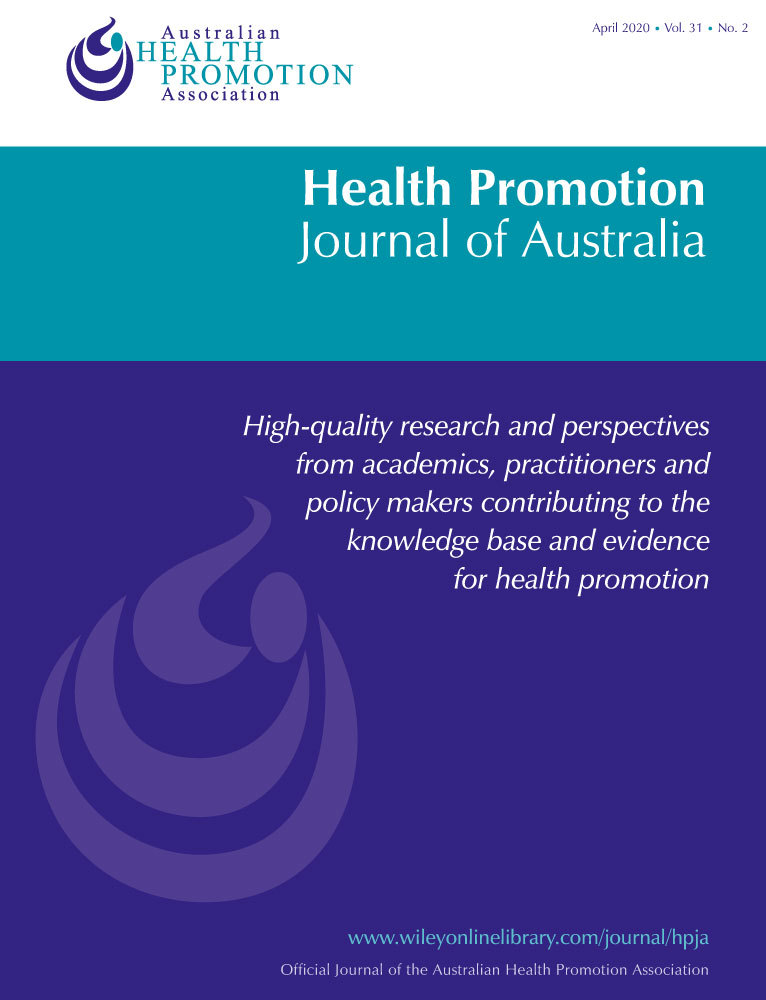 Australian
HEALTH
PROMOTION
Association
April 2020 • Vol. 31 • No. 2
Health Promotion
Journal of Australia
High-quality research and perspectives
from academics, practitioners and
policy makers contributing to the
knowledge base and evidence
for health promotion
www.wileyonlinelibrary.com/journal/hpja
Official Journal of the Australian Health Promotion Association